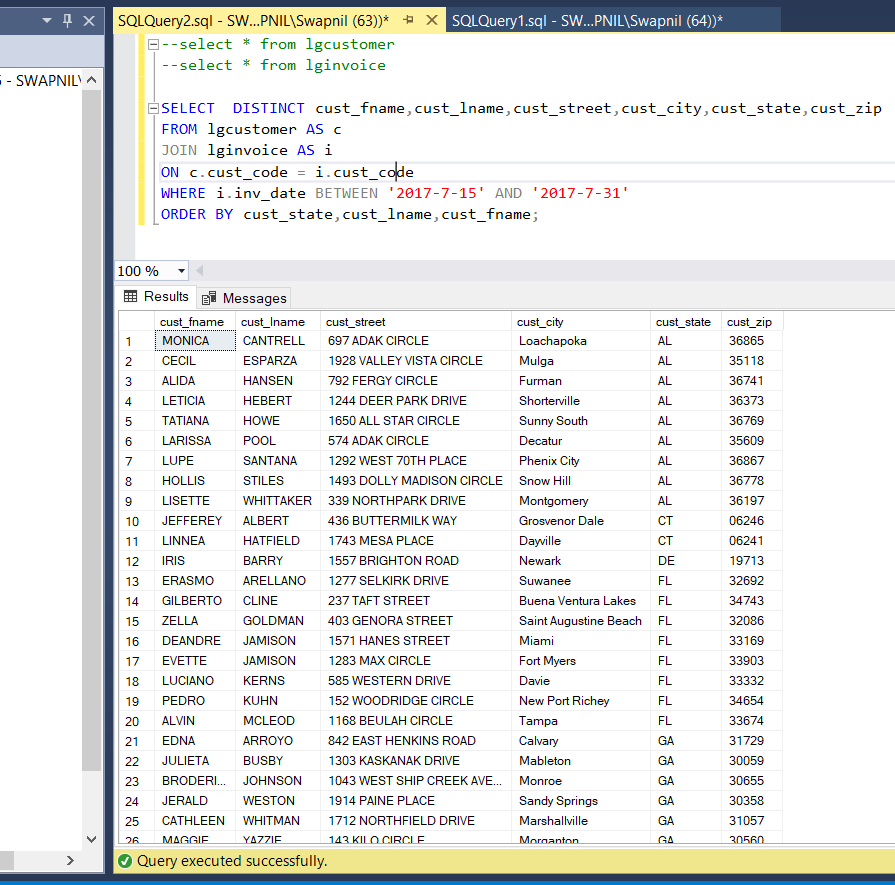 SQLQuery2.sql - SW...PNIL\Swapnil (63))* SQLQuery1.sql - SW...PNIL\Swapnil (64))*
- SWAPNIL\
--select * from lgcustomer
--select * from lginvoice
SELECT DISTINCT cust_fname,cust_lname,cust_street,cust_city,cust_state,cust_zip
FROM lgcustomer AS c
JOIN lginvoice AS i
ON c.cust_code = i.cust_code
WHERE i.inv_date BETWEEN '2017-7-15' AND '2017-7-31'
ORDER BY cust_state,cust_lname,cust_fname;
100 %
Results Messages
cust_fname cust_lname cust_street cust_city cust_state cust_zip
1 MONICA CANTRELL 697 ADAK CIRCLE Loachapoka AL 36865
2 CECIL ESPARZA 1928 VALLEY VISTA CIRCLE Mulga AL 35118
3 ALIDA HANSEN 792 FERGY CIRCLE Furman AL 36741
4 LETICIA HEBERT 1244 DEER PARK DRIVE Shorterville AL 36373
5 TATIANA HOWE 1650 ALL STAR CIRCLE Sunny South AL 36769
6 LARISSA POOL 574 ADAK CIRCLE Decatur AL 35609
7 LUPE SANTANA 1292 WEST 70TH PLACE Phenix City AL 36867
8 HOLLIS STILES 1493 DOLLY MADISON CIRCLE Snow Hill AL 36778
9 LISETTE WHITTAKER 339 NORTHPARK DRIVE Montgomery AL 36197
10 JEFFEREY ALBERT 436 BUTTERMILK WAY Grosvenor Dale CT 06246
11 LINNEA HATFIELD 1743 MESA PLACE Dayville CT 06241
12 IRIS BARRY 1557 BRIGHTON ROAD Newark DE 19713
13 ERASMO ARELLANO 1277 SELKIRK DRIVE Suwanee FL 32692
14 GILBERTO CLINE 237 TAFT STREET Buena Ventura Lakes FL 34743
15 ZELLA GOLDMAN 403 GENORA STREET Saint Augustine Beach FL 32086
16 DEANDRE JAMISON 1571 HANES STREET Miami FL 33169
17 EVETTE JAMISON 1283 MAX CIRCLE Fort Myers FL 33903
18 LUCIANO KERNS 585 WESTERN DRIVE Davie FL 33332
19 PEDRO KUHN 152 WOODRIDGE CIRCLE New Port Richey FL 34654
20 ALVIN MCLEOD 1168 BEULAH CIRCLE Tampa FL 33674
21 EDNA ARROYO 842 EAST HENKINS ROAD Calvary GA 31729
22 JULIETA BUSBY 1303 KASKANAK DRIVE Mableton GA 30059
23 BRODERI... JOHNSON 1043 WEST SHIP CREEK AVE... Monroe GA 30655
24 JERALD WESTON 1914 PAINE PLACE Sandy Springs GA 30358
25 CATHLEEN WHITMAN 1712 NORTHFIELD DRIVE Marshallville GA 31057
26 MAGGIE YAZZIE 143 KILO CIRCLE Morganton GA 30560
Query executed successfully.